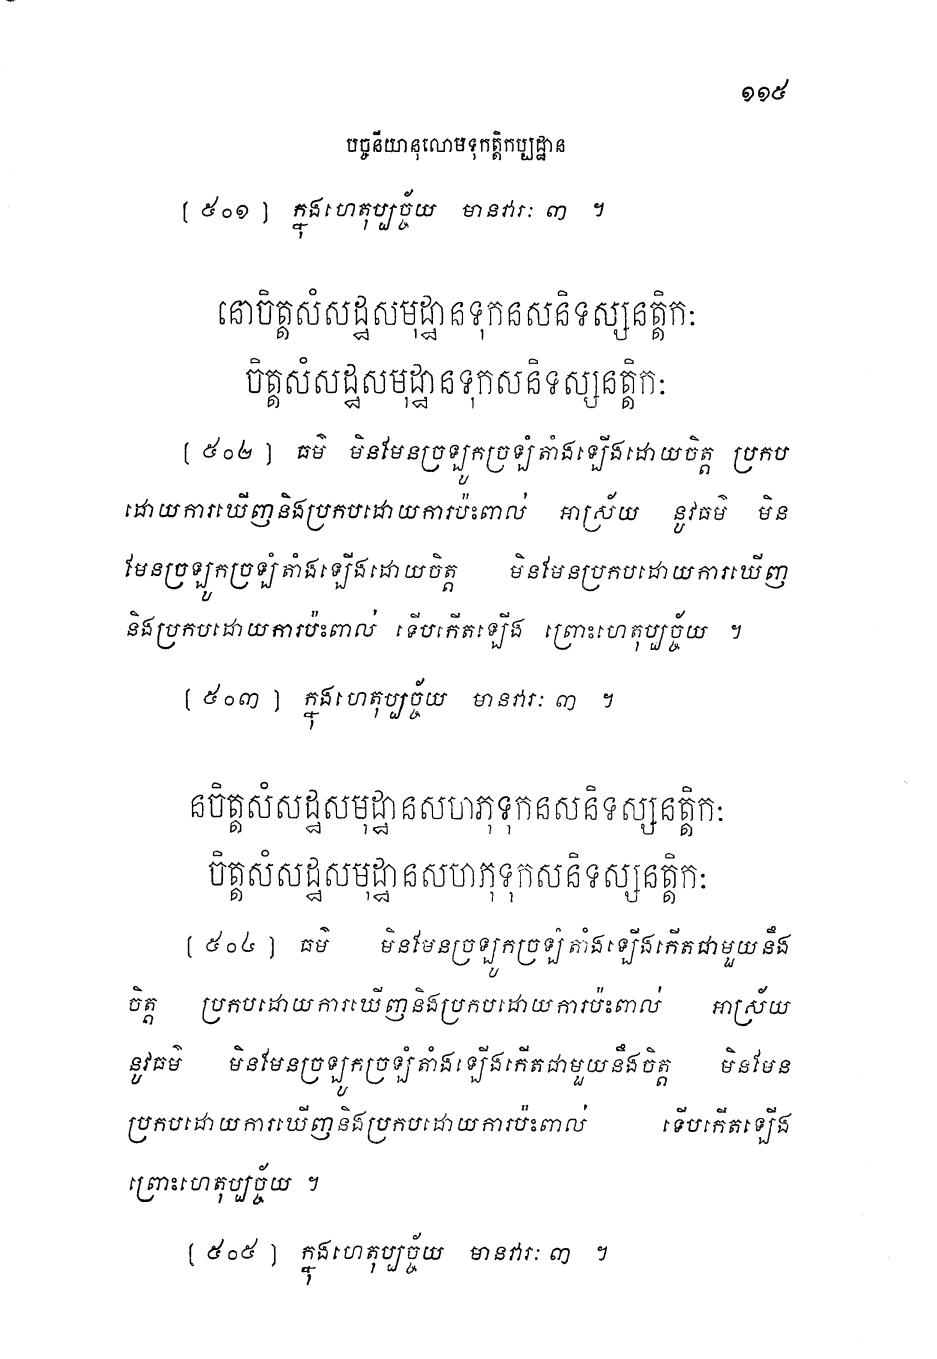 ១១៥
បច្ចនីយានុលោមទុកត្តិកប្បដ្ឋាន
[ ៥០១ ] ក្នុងហេតុប្បច្ច័យ មានវារៈ ៣ ។
នោចិត្តសំសដ្ឋសមុដ្ឋានទុកនសនិទស្សនត្តិកៈ
ចិត្តសំសដ្ឋសមុដ្ឋានទុកសនិទស្សនត្តិកៈ
[ ៥០២ ] ធម៌ មិនមែនច្រឡូកច្រឡំតាំងឡើងដោយចិត្ត ប្រកប
ដោយការឃើញនិងប្រកបដោយការប៉ះពាល់ អាស្រ័យ នូវធម៌ មិន
មែនច្រឡូកច្រឡំតាំងឡើងដោយចិត្ត មិនមែនប្រកបដោយការឃើញ
និងប្រកបដោយការប៉ះពាល់ ទើបកើតឡើង ព្រោះហេតុប្បច្ច័យ ។
[ ៥០៣ ] ក្នុងហេតុប្បច្ច័យ មានវារៈ ៣ ។
នចិត្តសំសដ្ឋសមុដ្ឋានសហភុទុកនសនិទស្សនត្តិកៈ
ចិត្តសំសដ្ឋសមុដ្ឋានសហភុទុកសនិទស្សនត្តិកៈ
[ ៥០៤ ] ធម៌ មិនមែនច្រឡូកច្រឡំតាំងឡើងកើតជាមួយនឹង
ចិត្ត ប្រកបដោយការឃើញនិងប្រកបដោយការប៉ះពាល់ អាស្រ័យ
នូវធម៌ មិនមែនច្រឡូកច្រឡំតាំងឡើងកើតជាមួយនឹងចិត្ត មិនមែន
ប្រកបដោយការឃើញនិងប្រកបដោយការប៉ះពាល់ ទើបកើតឡើង
ព្រោះហេតុប្បច្ច័យ ។
[ ៥០៥ ] ក្នុងហេតុប្បច្ច័យ មានវារៈ ៣ ។